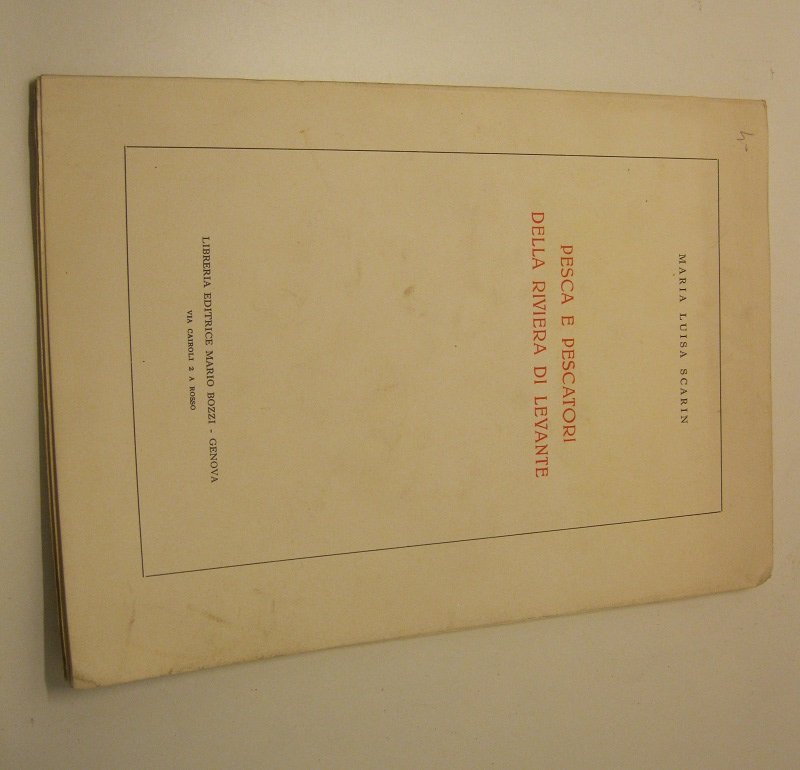 MARIA LUISA SCARIN
PESCA E PESCATORI
DELLA RIVIERA DI LEVANTE
LIBRERIA EDITRICE MARIO BOZZI - GENOVA
VIA CAIROLI 2 A ROSSO